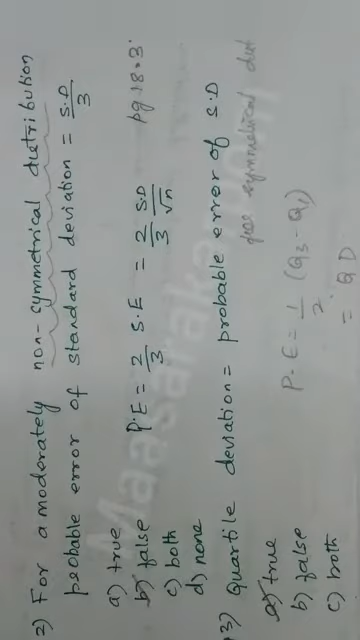 2) For a moderately non-symmetrical distribution
probable error of standard deviation = S.D/3
a) true
b) false
c) both
d) none
P.E = 2/3 S.E = 2/3 S.D/√n pg.18.3
3) Quartile deviation = probable error of S.D
for symmetrical dist
a) true
b) false
c) both
P.E = 1/2 (Q3 - Q1)
= QD